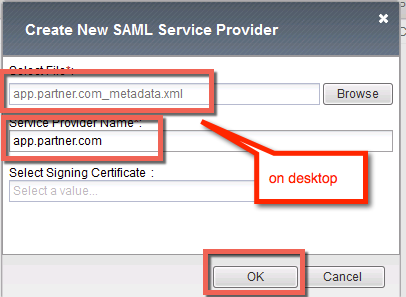 Create New SAML Service Provider
Select File*:
app.partner.com_metadata.xml
Browse
Service Provider Name*:
app.partner.com
on desktop
Select Signing Certificate :
Select a value...
OK
Cancel